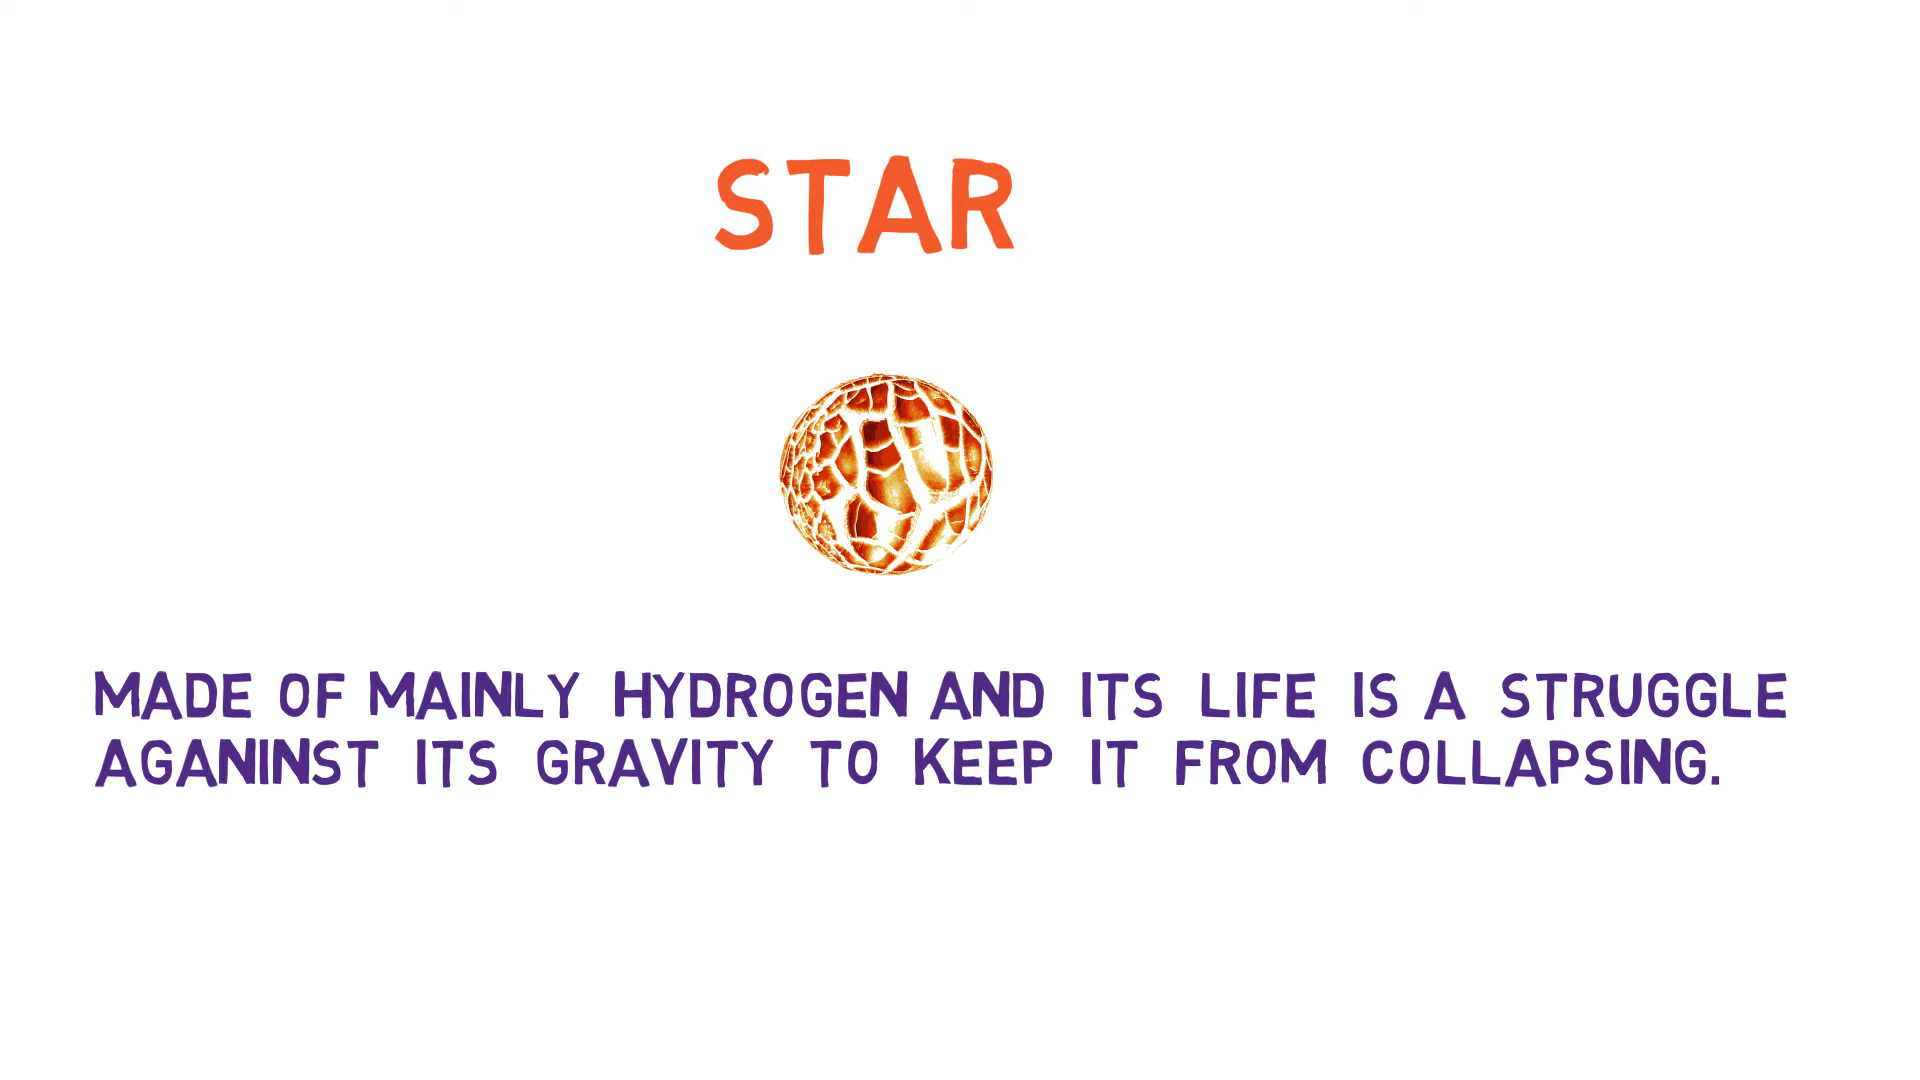 STAR
MADE OF MAINLY HYDROGEN AND ITS LIFE IS A STRUGGLE
AGANINST ITS GRAVITY TO KEEP IT FROM COLLAPSING.